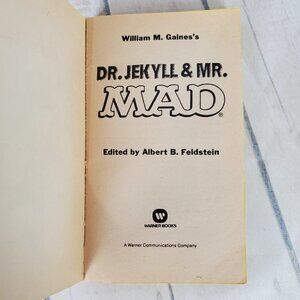 William M. Gaines's
DR. JEKYLL & MR.
MAD®
Edited by Albert B. Feldstein
W
WARNER BOOKS
A Warner Communications Company